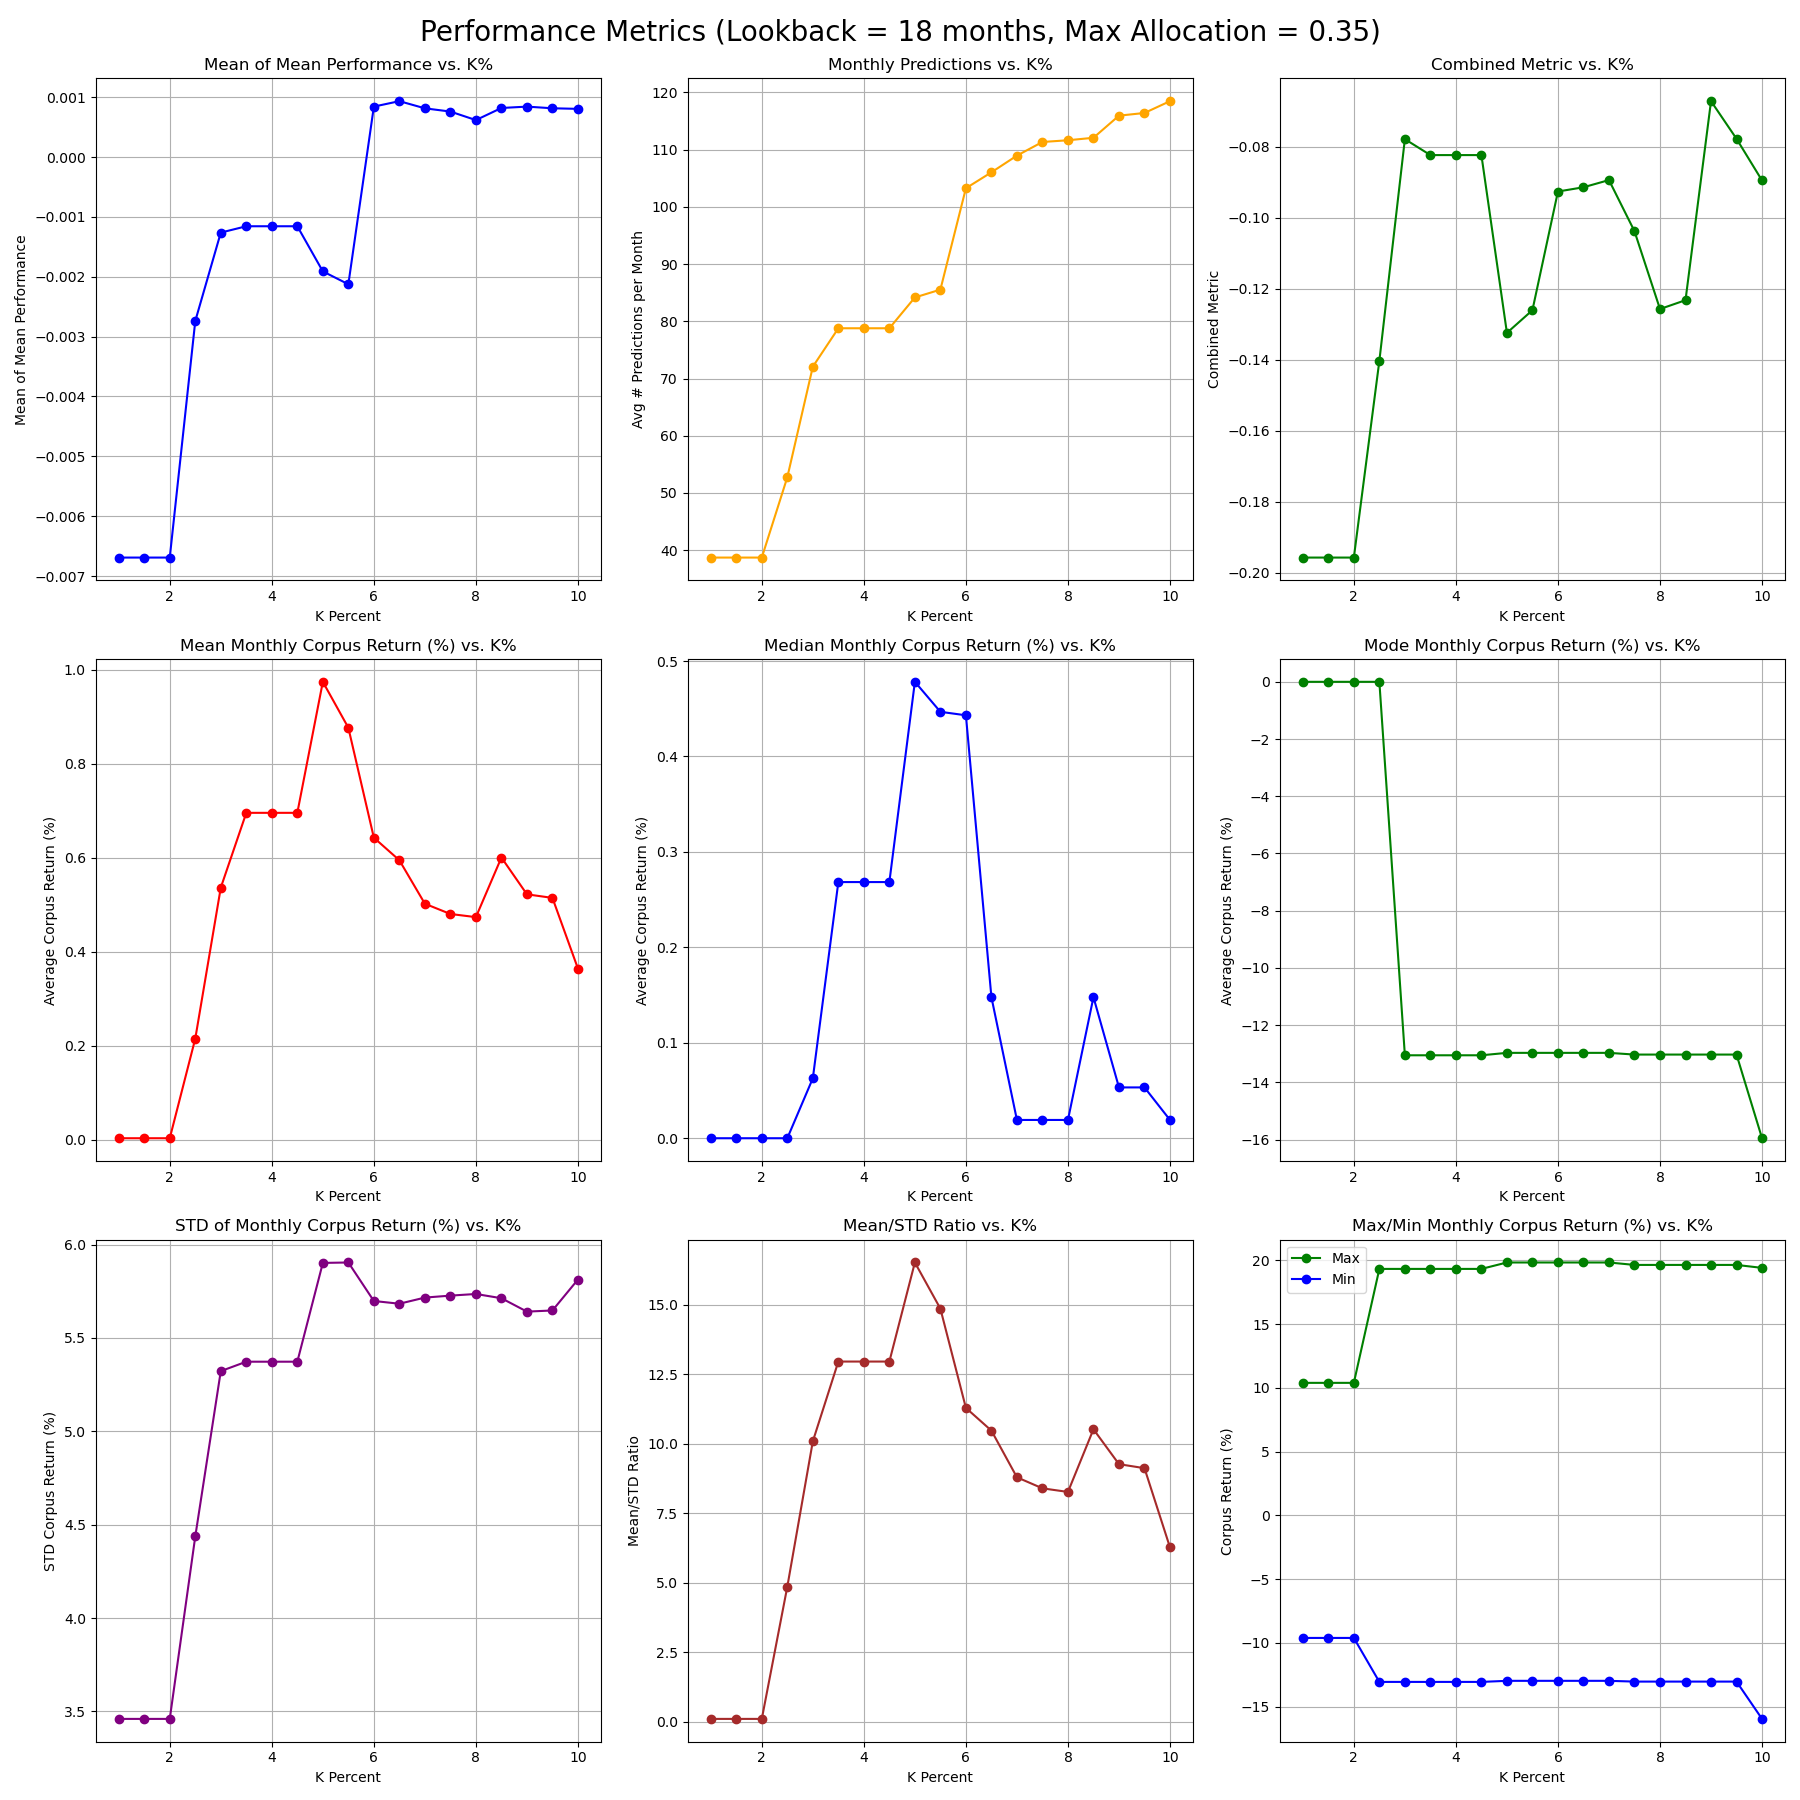 Performance Metrics (Lookback = 18 months, Max Allocation = 0.35)
Mean of Mean Performance vs. K%
0.001
0.000
−0.001
−0.002
−0.003
−0.004
−0.005
−0.006
−0.007
Mean of Mean Performance
2 4 6 8 10
K Percent
Monthly Predictions vs. K%
120
110
100
90
80
70
60
50
40
Avg # Predictions per Month
2 4 6 8 10
K Percent
Combined Metric vs. K%
−0.08
−0.10
−0.12
−0.14
−0.16
−0.18
−0.20
Combined Metric
2 4 6 8 10
K Percent
Mean Monthly Corpus Return (%) vs. K%
1.0
0.8
0.6
0.4
0.2
0.0
Average Corpus Return (%)
2 4 6 8 10
K Percent
Median Monthly Corpus Return (%) vs. K%
0.5
0.4
0.3
0.2
0.1
0.0
Average Corpus Return (%)
2 4 6 8 10
K Percent
Mode Monthly Corpus Return (%) vs. K%
0
−2
−4
−6
−8
−10
−12
−14
−16
Average Corpus Return (%)
2 4 6 8 10
K Percent
STD of Monthly Corpus Return (%) vs. K%
6.0
5.5
5.0
4.5
4.0
3.5
STD Corpus Return (%)
2 4 6 8 10
K Percent
Mean/STD Ratio vs. K%
15.0
12.5
10.0
7.5
5.0
2.5
0.0
Mean/STD Ratio
2 4 6 8 10
K Percent
Max/Min Monthly Corpus Return (%) vs. K%
Max
Min
20
15
10
5
0
−5
−10
−15
Corpus Return (%)
2 4 6 8 10
K Percent